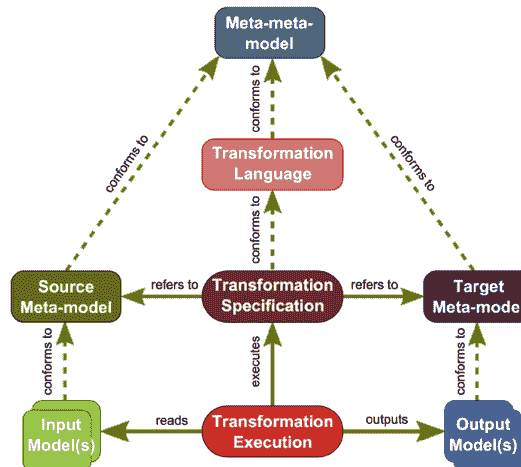 Meta-meta-
model
conforms to
conforms to
conforms to
Transformation
Language
conforms to
Source
Meta-model
refers to
Transformation
Specification
refers to
Target
Meta-mode
conforms to
executes
conforms to
Input
Model(s)
reads
Transformation
Execution
outputs
Output
Model(s)